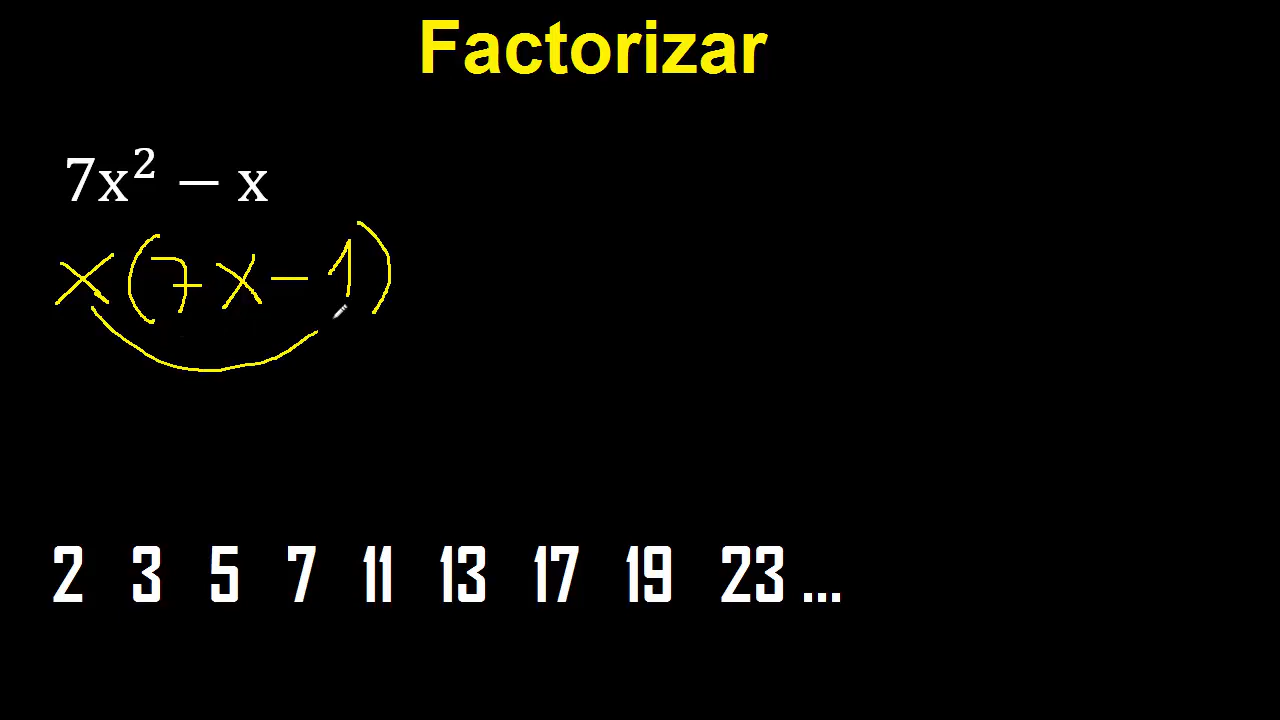 Factorizar
7x² − x
x(7x−1)
2 3 5 7 11 13 17 19 23 ...